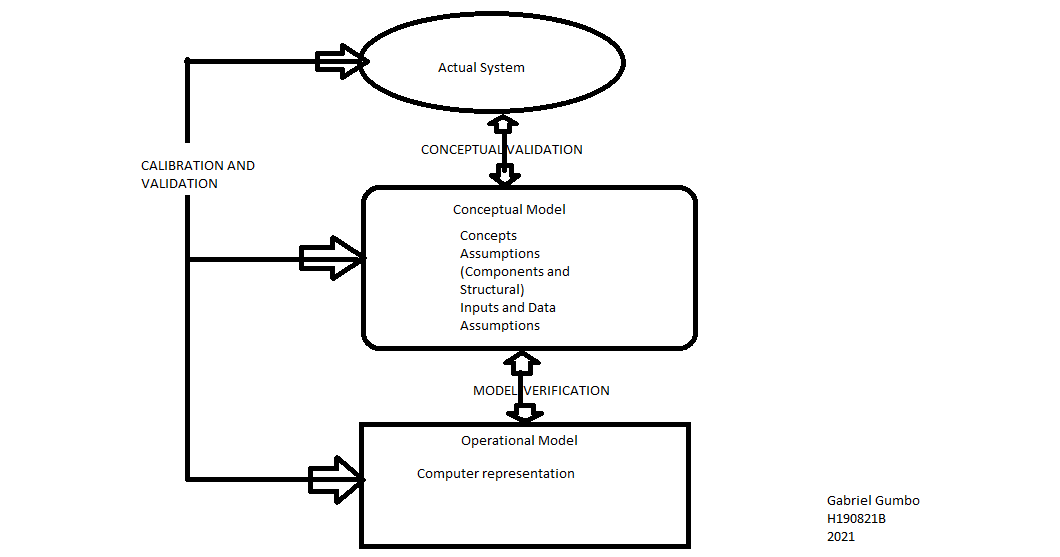 Actual System
CONCEPTUAL VALIDATION
CALIBRATION AND
VALIDATION
Conceptual Model
Concepts
Assumptions
(Components and
Structural)
Inputs and Data
Assumptions
MODEL VERIFICATION
Operational Model
Computer representation
Gabriel Gumbo
H190821B
2021